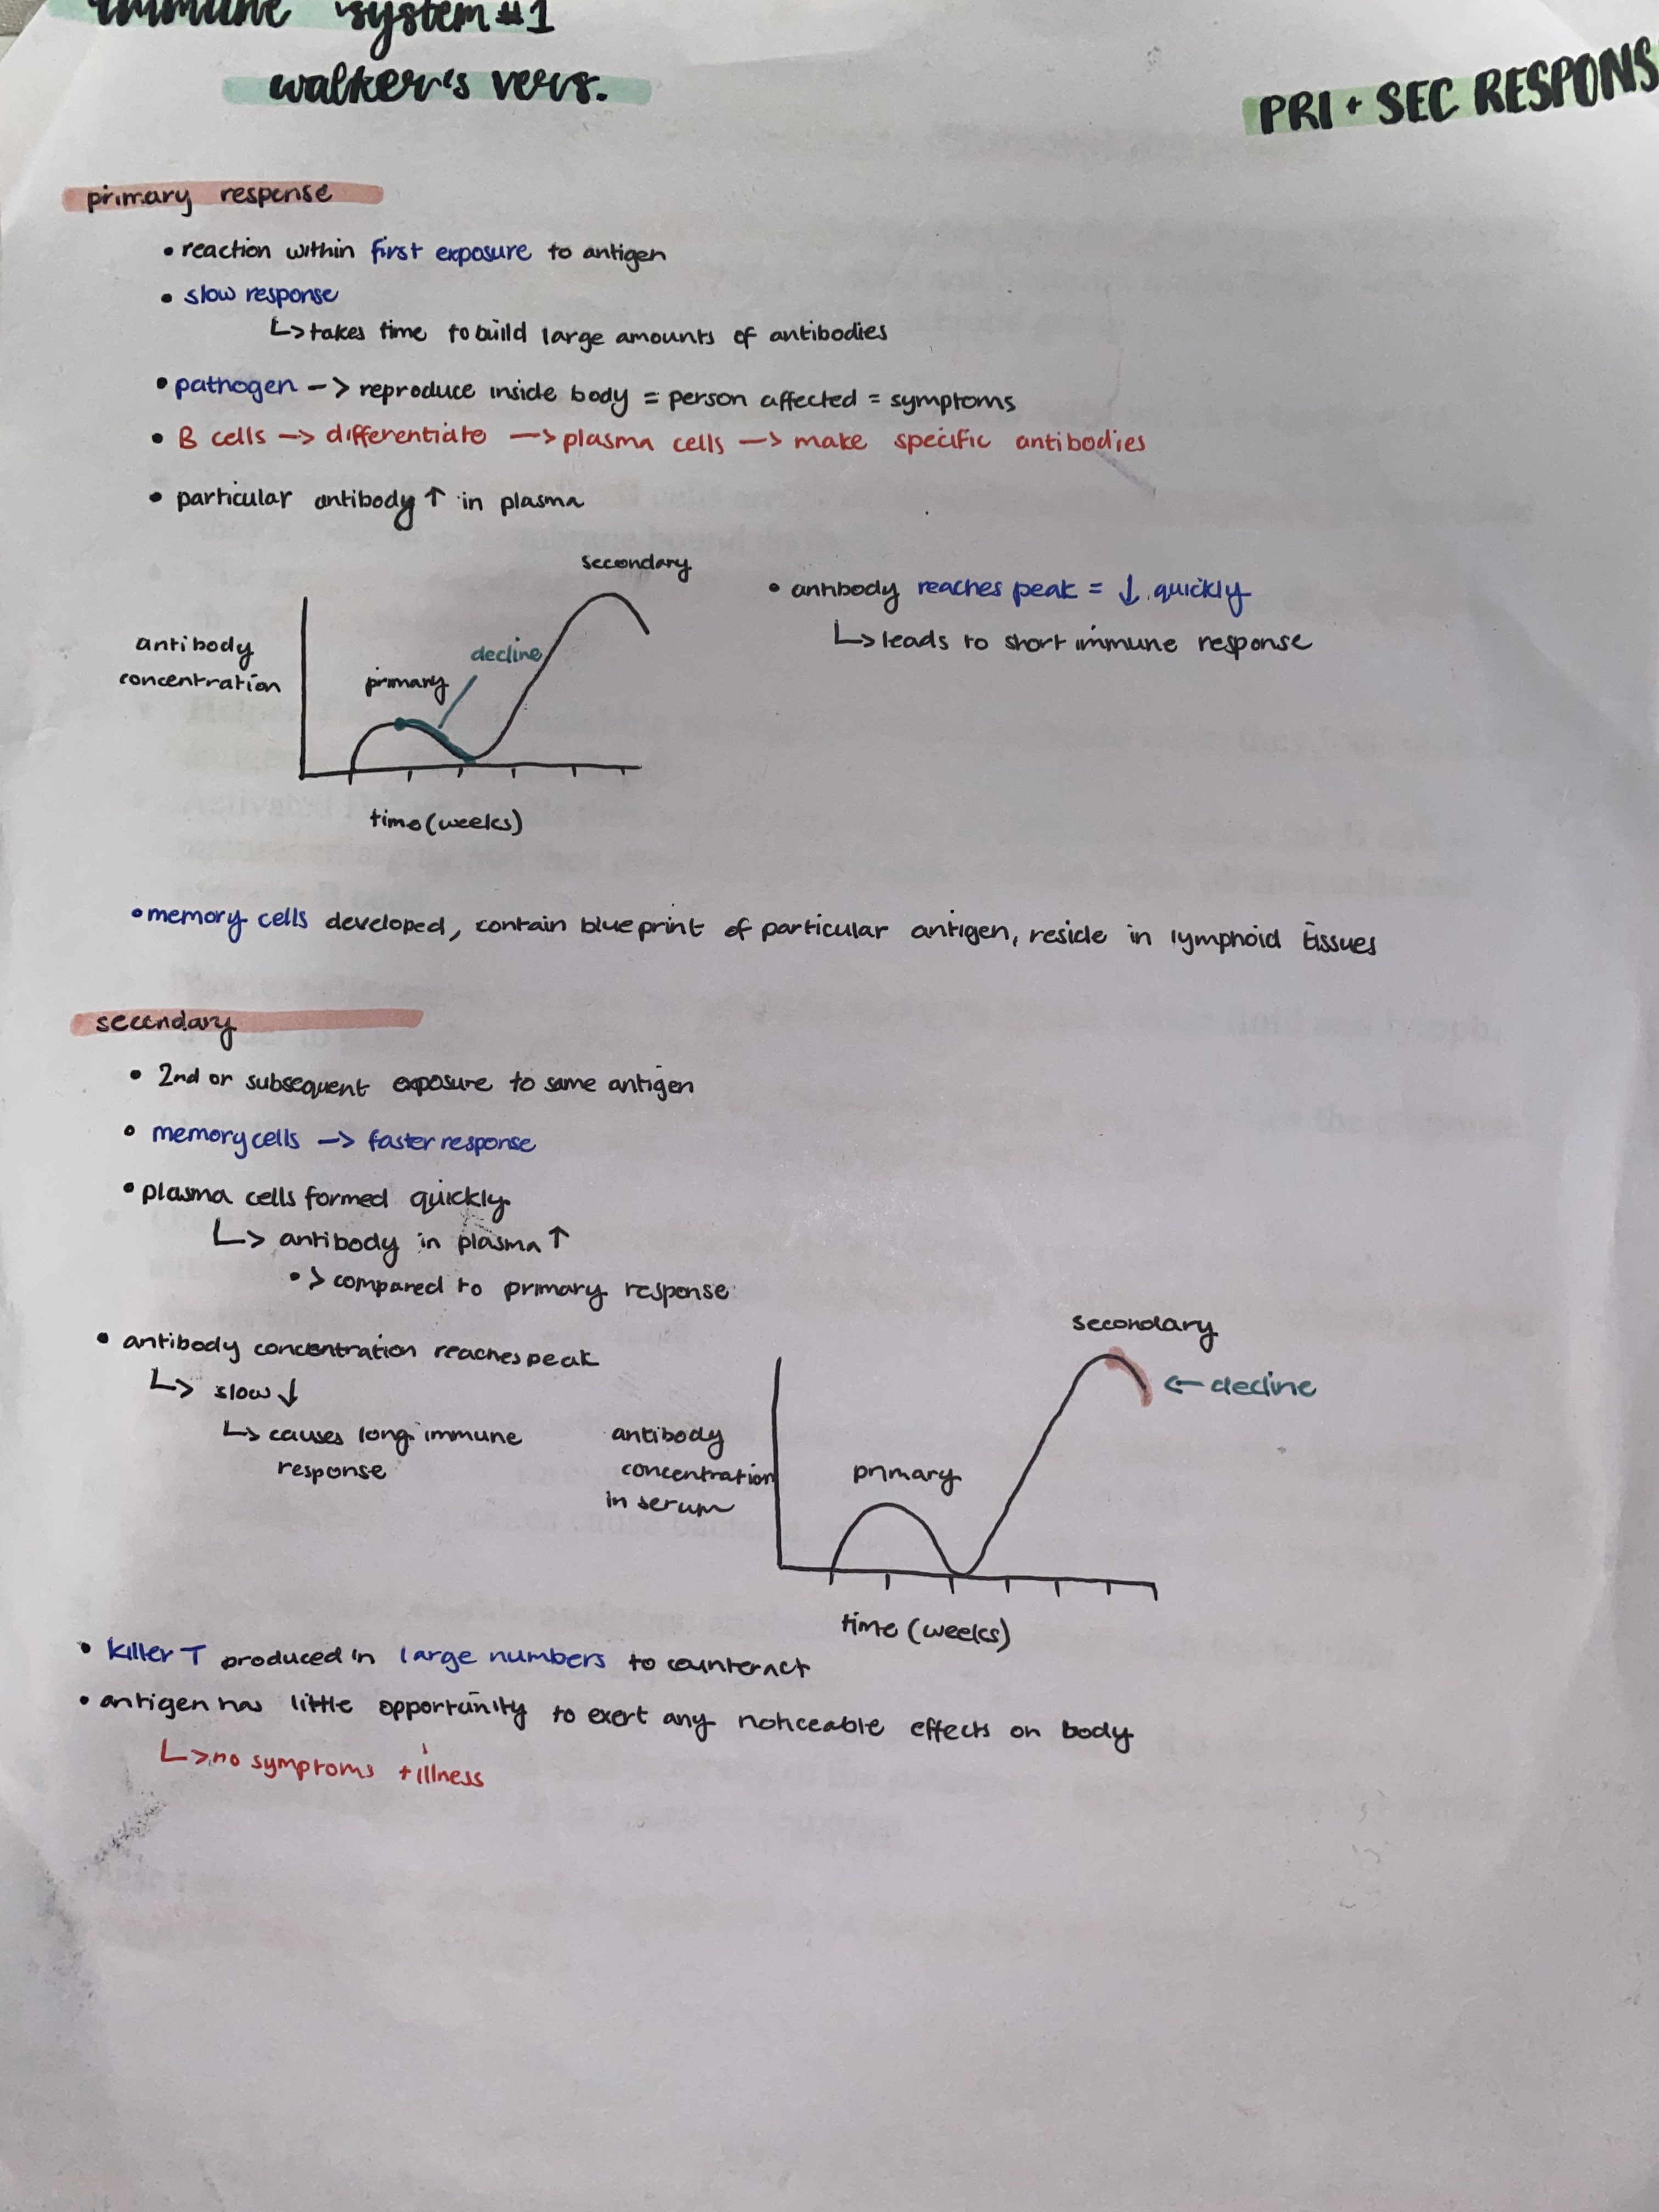 immune system #1
walker's vers.
PRI + SEC RESPONS
primary response
• reaction within first exposure to antigen
• slow response
↳ takes time to build large amounts of antibodies
• pathogen —> reproduce inside body = person affected = symptoms
• B cells —> differentiate —> plasma cells —> make specific antibodies
• particular antibody ↑ in plasma
secondary
antibody
concentration
primary
decline
time (weeks)
• antibody reaches peak = ↓ quickly
↳ leads to short immune response
• memory cells developed, contain blueprint of particular antigen, reside in lymphoid tissues
secondary
• 2nd or subsequent exposure to same antigen
• memory cells —> faster response
• plasma cells formed quickly
↳ antibody in plasma ↑
• > compared to primary response
• antibody concentration reaches peak
↳ slow ↓
↳ causes long immune
response
secondary
<— decline
antibody
concentration
in serum
primary
time (weeks)
• killer T produced in large numbers to counteract
• antigen has little opportunity to exert any noticeable effects on body
↳ no symptoms + illness